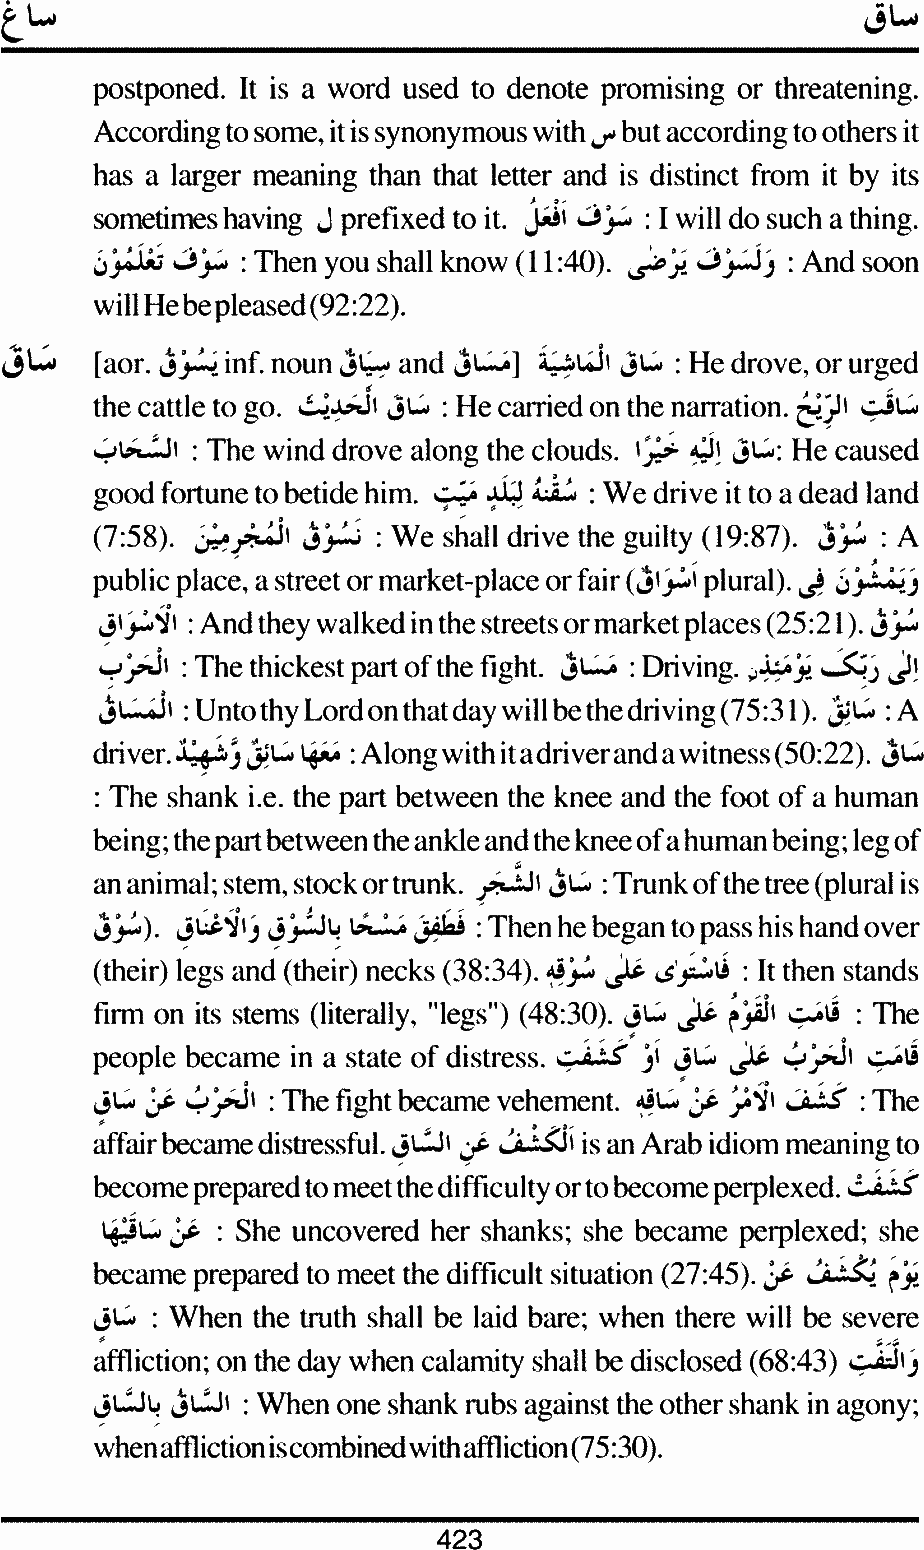 ساغ ساق
postponed. It is a word used to denote promising or threatening.
According to some, it is synonymous with س but according to others it
has a larger meaning than that letter and is distinct from it by its
sometimes having ل prefixed to it. سَوْفَ اَفْعَلُ : I will do such a thing.
سَوْفَ تَعْلَمُوْنَ : Then you shall know (11:40). وَلَسَوْفَ يَرْضٰى : And soon
will He be pleased (92:22).
سَاقَ [aor. يَسُوْقُ inf. noun سِيَاقٌ and مَسَاقٌ] سَاقَ الْمَاشِيَةَ : He drove, or urged
the cattle to go. سَاقَ الْحَدِيْثَ : He carried on the narration. سَاقَتِ الرِّيْحُ
السَّحَابَ : The wind drove along the clouds. سَاقَ اِلَيْهِ خَيْرًا: He caused
good fortune to betide him. سُقْنٰهُ لِبَلَدٍ مَيِّتٍ : We drive it to a dead land
(7:58). نَسُوْقُ الْمُجْرِمِيْنَ : We shall drive the guilty (19:87). سُوْقٌ : A
public place, a street or market-place or fair (اَسْوَاقٌ plural). وَيَمْشُوْنَ فِى
الْاَسْوَاقِ : And they walked in the streets or market places (25:21). سُوْقُ
الْحَرْبِ : The thickest part of the fight. مَسَاقٌ : Driving. اِلٰى رَبِّكَ يَوْمَئِذِنِ
الْمَسَاقُ : Unto thy Lord on that day will be the driving (75:31). سَائِقٌ : A
driver. مَعَهَا سَائِقٌ وَّشَهِيْدٌ : Along with it a driver and a witness (50:22). سَاقٌ
: The shank i.e. the part between the knee and the foot of a human
being; the part between the ankle and the knee of a human being; leg of
an animal; stem, stock or trunk. سَاقُ الشَّجَرِ : Trunk of the tree (plural is
سُوْقٌ). فَطَفِقَ مَسْحًا بِالسُّوْقِ وَالْاَعْنَاقِ : Then he began to pass his hand over
(their) legs and (their) necks (38:34). فَاسْتَوٰى عَلٰى سُوْقِهٖ : It then stands
firm on its stems (literally, "legs") (48:30). قَامَتِ الْقَوْمُ عَلٰى سَاقٍ : The
people became in a state of distress. قَامَتِ الْحَرْبُ عَلٰى سَاقٍ اَوْ كَشَفَتِ
الْحَرْبُ عَنْ سَاقٍ : The fight became vehement. كَشَفَ الْاَمْرُ عَنْ سَاقِهٖ : The
affair became distressful. اَلْكَشْفُ عَنِ السَّاقِ is an Arab idiom meaning to
become prepared to meet the difficulty or to become perplexed. كَشَفَتْ
عَنْ سَاقَيْهَا : She uncovered her shanks; she became perplexed; she
became prepared to meet the difficult situation (27:45). يَوْمَ يُكْشَفُ عَنْ
سَاقٍ : When the truth shall be laid bare; when there will be severe
affliction; on the day when calamity shall be disclosed (68:43) وَالْتَفَّتِ
السَّاقُ بِالسَّاقِ : When one shank rubs against the other shank in agony;
when affliction is combined with affliction (75:30).
423